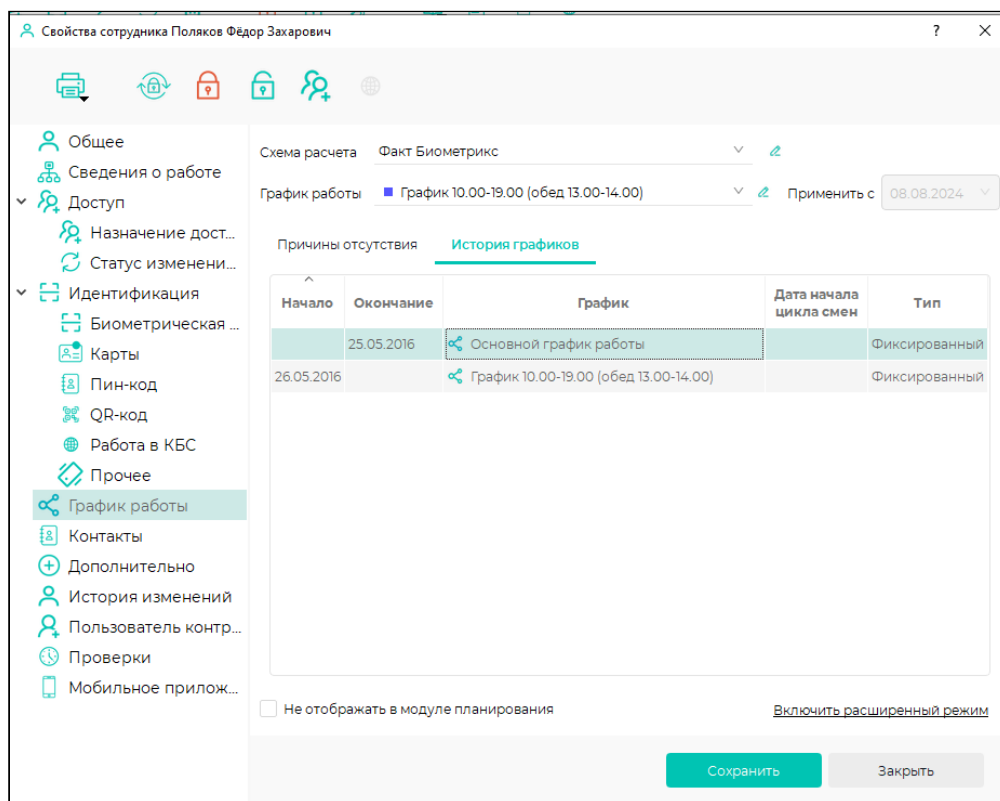 Свойства сотрудника Поляков Фёдор Захарович
?
Общее
Сведения о работе
Доступ
Назначение дост...
Статус изменени...
Идентификация
Биометрическая ...
Карты
Пин-код
QR-код
Работа в КБС
Прочее
График работы
Контакты
Дополнительно
История изменений
Пользователь контр...
Проверки
Мобильное прилож...
Схема расчета Факт Биометрикс
График работы График 10.00-19.00 (обед 13.00-14.00) Применить с 08.08.2024
Причины отсутствия История графиков
Начало Окончание График Дата начала цикла смен Тип
25.05.2016 Основной график работы Фиксированный
26.05.2016 График 10.00-19.00 (обед 13.00-14.00) Фиксированный
Не отображать в модуле планирования Включить расширенный режим
Сохранить Закрыть